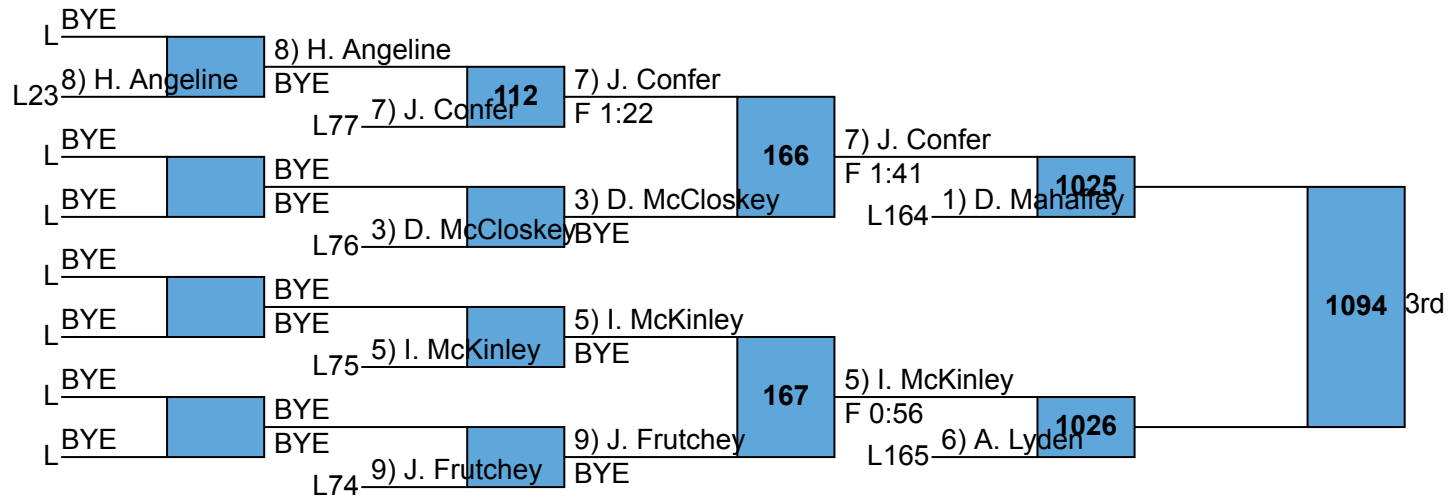 BYE
L
8) H. Angeline
L23
8) H. Angeline
BYE
112
7) J. Confer
L77
7) J. Confer
F 1:22
BYE
L
BYE
L
BYE
BYE
3) D. McCloskey
L76
3) D. McCloskey
BYE
166
7) J. Confer
F 1:41
1025
1) D. Mahaffey
L164
BYE
L
BYE
L
BYE
BYE
5) I. McKinley
L75
5) I. McKinley
BYE
BYE
L
BYE
L
BYE
BYE
9) J. Frutchey
L74
9) J. Frutchey
BYE
167
5) I. McKinley
F 0:56
1026
6) A. Lyden
L165
1094
3rd